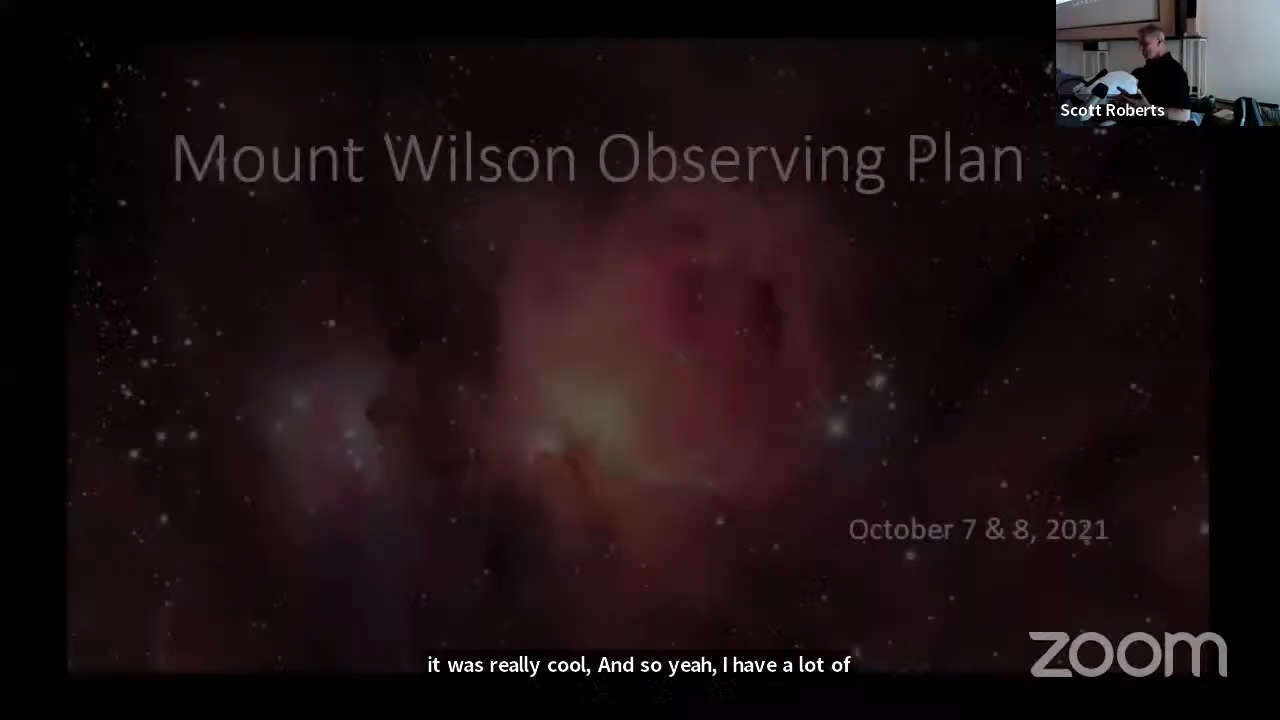 Scott Roberts
Mount Wilson Observing Plan
October 7 & 8, 2021
it was really cool, And so yeah, I have a lot of
zoom